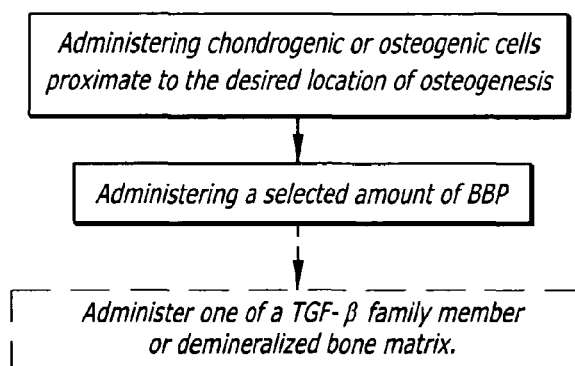 Administering chondrogenic or osteogenic cells
proximate to the desired location of osteogenesis
Administering a selected amount of BBP
Administer one of a TGF- β family member
or demineralized bone matrix.